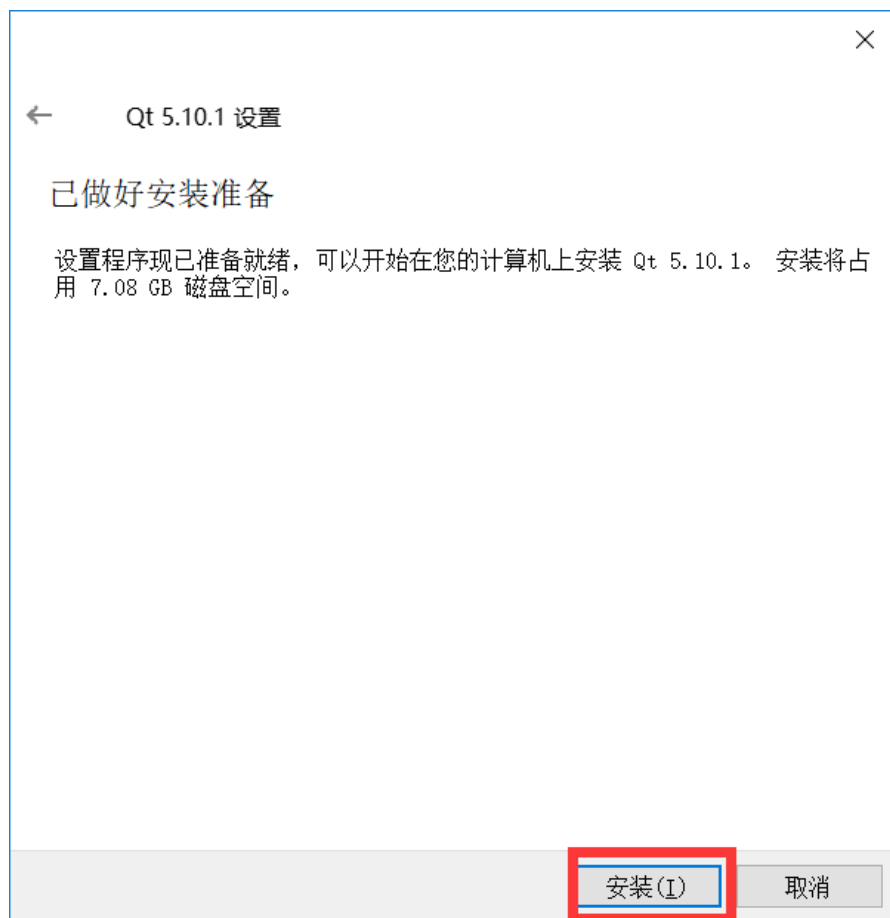 Qt 5.10.1 设置
已做好安装准备
设置程序现已准备就绪，可以开始在您的计算机上安装 Qt 5.10.1。 安装将占
用 7.08 GB 磁盘空间。
安装(I)
取消